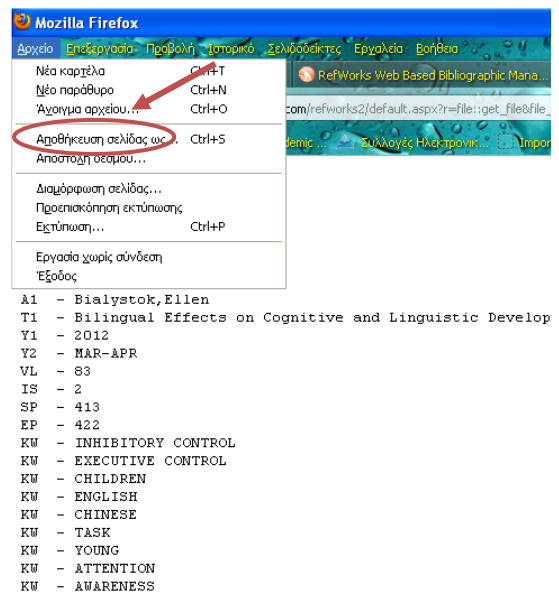 Mozilla Firefox
Αρχείο Επεξεργασία Προβολή Ιστορικό Σελιδοδείκτες Εργαλεία Βοήθεια
Νέα καρτέλα Ctrl+T
RefWorks Web Based Bibliographic Mana...
Νέο παράθυρο Ctrl+N
Άνοιγμα αρχείου... Ctrl+O
com/refworks2/default.aspx?r=file::get_file&file_
Αποθήκευση σελίδας ως... Ctrl+S
demic ... Συλλογές Ηλεκτρονικ... Impor
Αποστολή δεσμού...
Διαμόρφωση σελίδας...
Προεπισκόπηση εκτύπωσης
Εκτύπωση... Ctrl+P
Εργασία χωρίς σύνδεση
Έξοδος
A1 - Bialystok,Ellen
T1 - Bilingual Effects on Cognitive and Linguistic Develop
Y1 - 2012
Y2 - MAR-APR
VL - 83
IS - 2
SP - 413
EP - 422
KW - INHIBITORY CONTROL
KW - EXECUTIVE CONTROL
KW - CHILDREN
KW - ENGLISH
KW - CHINESE
KW - TASK
KW - YOUNG
KW - ATTENTION
KW - AWARENESS